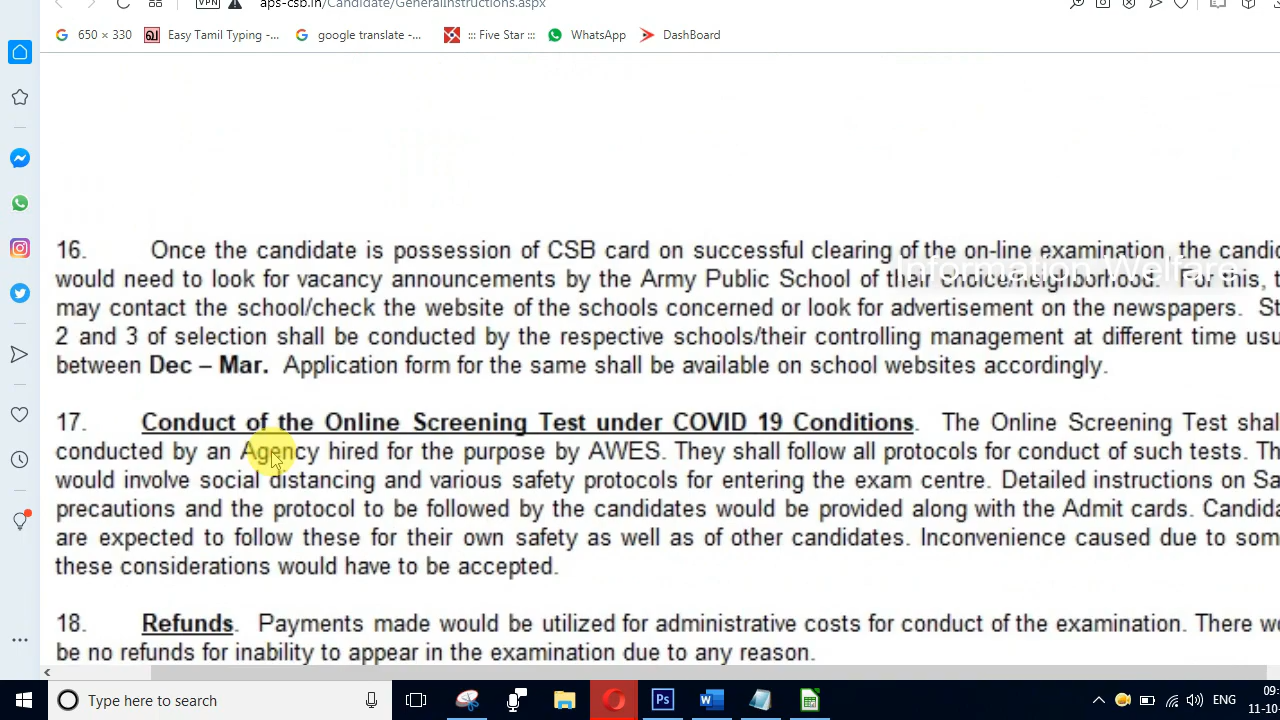 VPN aps-csb.in/Candidate/GeneralInstructions.aspx
650 × 330 Easy Tamil Typing -... google translate -... ::: Five Star ::: WhatsApp DashBoard
16. Once the candidate is possession of CSB card on successful clearing of the on-line examination, the candic
would need to look for vacancy announcements by the Army Public School of their choice/neighborhood. For this, t
Information Welfare
may contact the school/check the website of the schools concerned or look for advertisement on the newspapers. St
2 and 3 of selection shall be conducted by the respective schools/their controlling management at different time usu
between Dec – Mar. Application form for the same shall be available on school websites accordingly.
17. Conduct of the Online Screening Test under COVID 19 Conditions. The Online Screening Test shal
conducted by an Agency hired for the purpose by AWES. They shall follow all protocols for conduct of such tests. Th
would involve social distancing and various safety protocols for entering the exam centre. Detailed instructions on Sa
precautions and the protocol to be followed by the candidates would be provided along with the Admit cards. Candida
are expected to follow these for their own safety as well as of other candidates. Inconvenience caused due to som
these considerations would have to be accepted.
18. Refunds. Payments made would be utilized for administrative costs for conduct of the examination. There wo
be no refunds for inability to appear in the examination due to any reason.
Type here to search
Ps
ENG
09:
11-10-